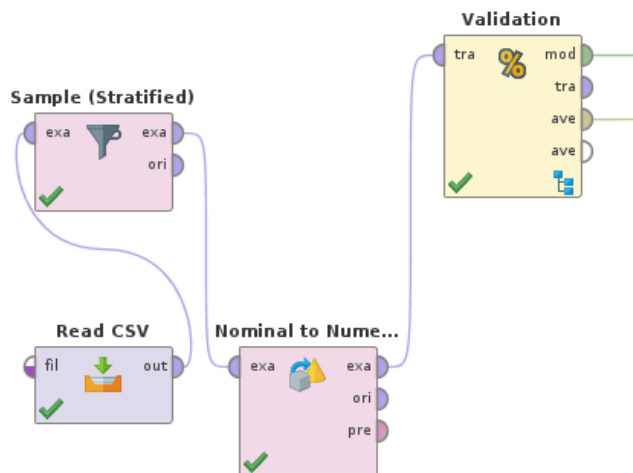 Validation
tra mod
tra
ave
ave
Sample (Stratified)
exa exa
ori
Read CSV
fil out
Nominal to Nume...
exa exa
ori
pre